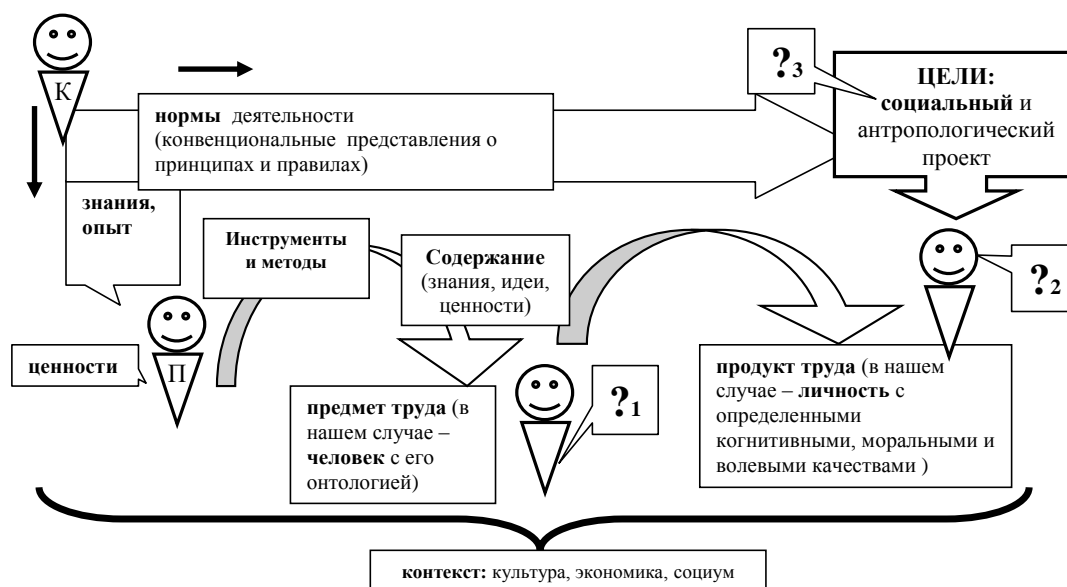 К
нормы деятельности
(конвенциональные представления о
принципах и правилах)
?3
ЦЕЛИ:
социальный и
антропологический
проект
знания,
опыт
Инструменты
и методы
Содержание
(знания, идеи,
ценности)
?2
ценности
П
предмет труда (в
нашем случае –
человек с его
онтологией)
?1
продукт труда (в нашем
случае – личность с
определенными
когнитивными, моральными и
волевыми качествами )
контекст: культура, экономика, социум